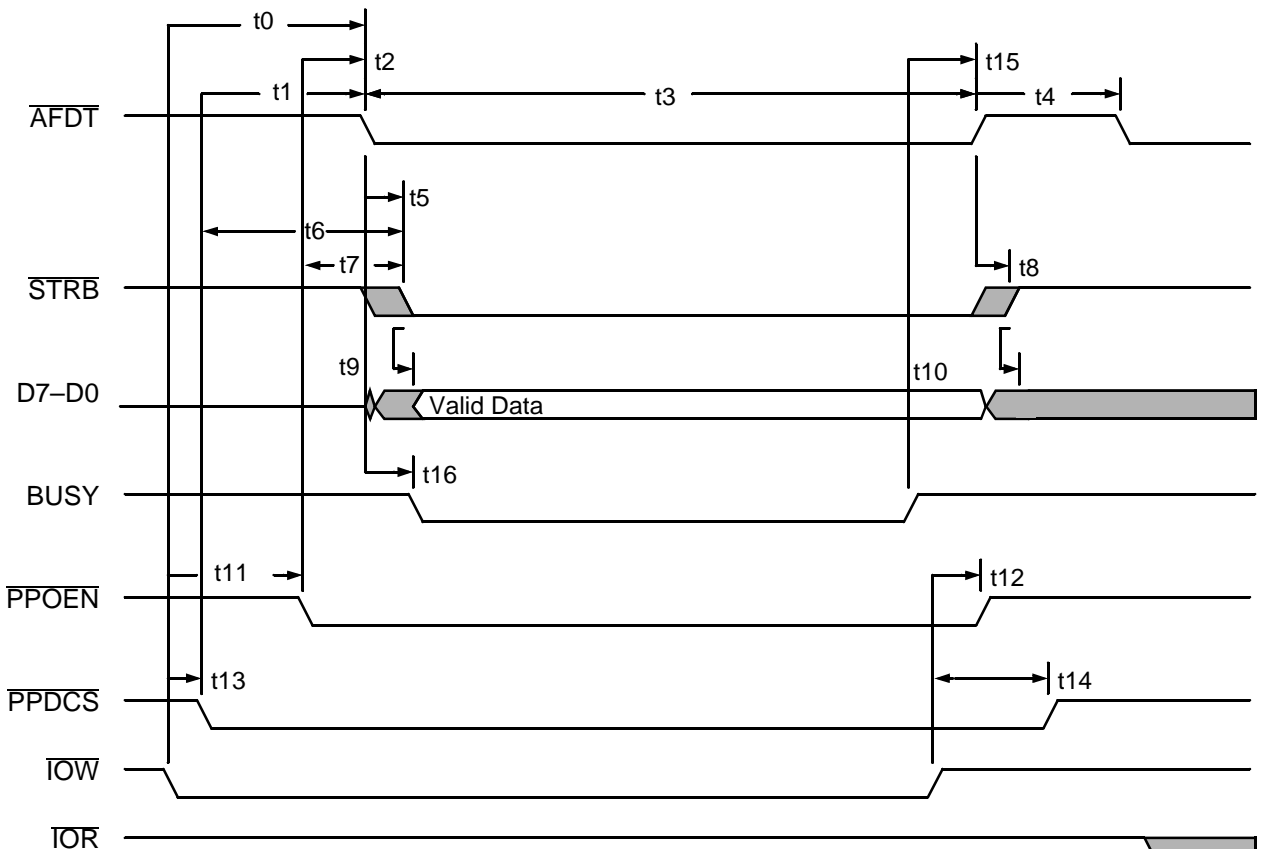 t0
t2
t15
t1
t3
t4
AFDT
t5
t6
t7
t8
STRB
t9
t10
D7–D0
Valid Data
t16
BUSY
t11
t12
PPOEN
t13
t14
PPDCS
IOW
IOR